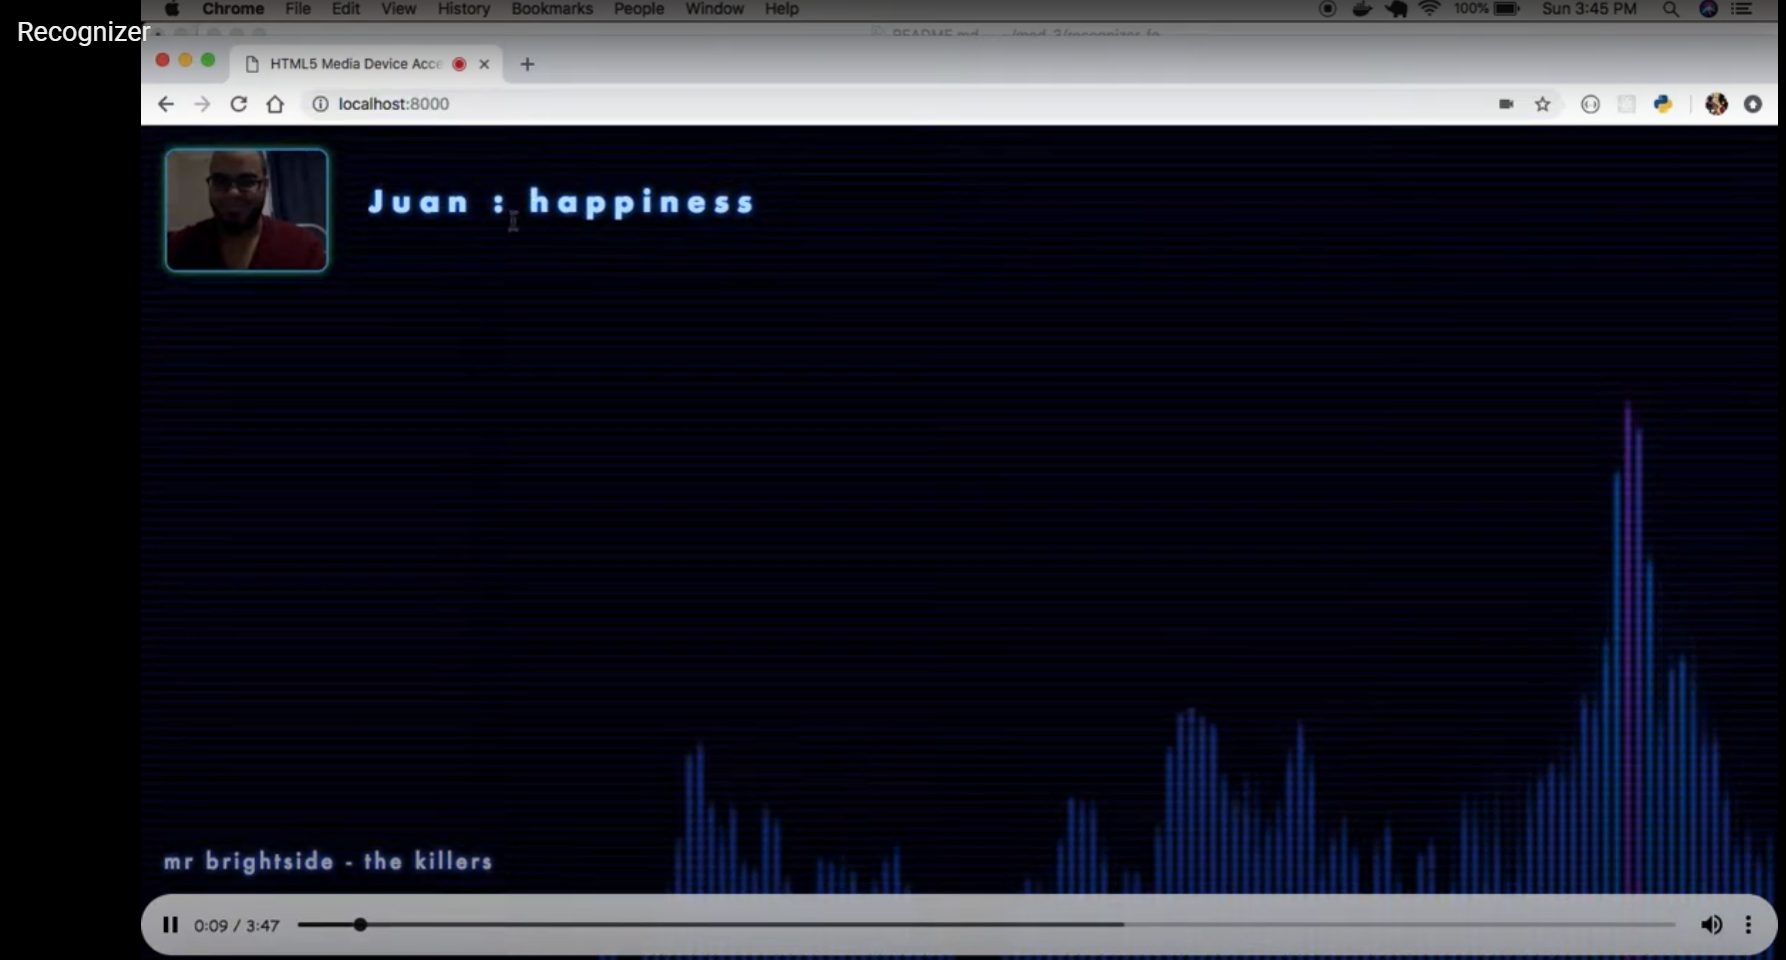 Chrome File Edit View History Bookmarks People Window Help 100% Sun 3:45 PM
Recognizer
HTML5 Media Device Acce
localhost:8000
Juan : happiness
mr brightside - the killers
0:09 / 3:47